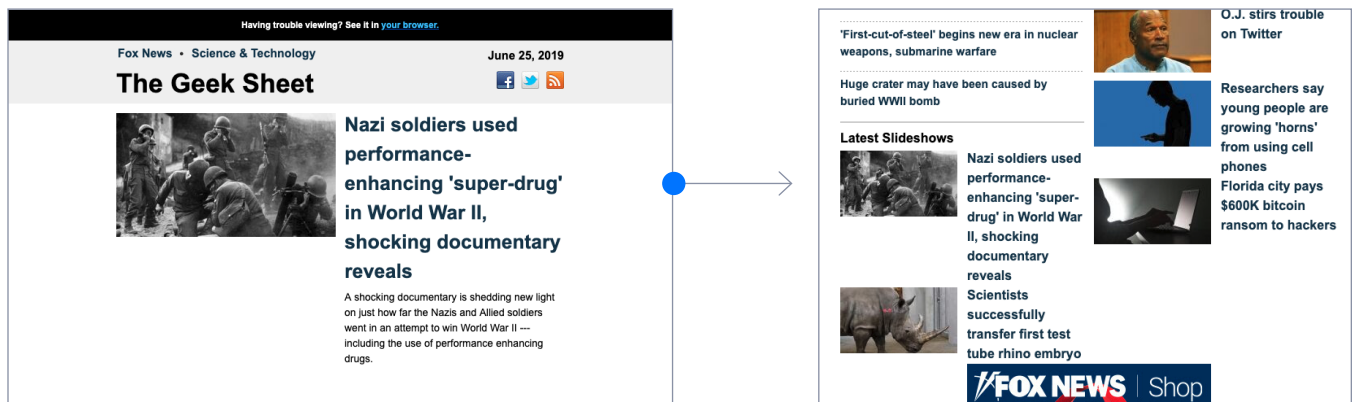 Having trouble viewing? See it in your browser.
Fox News • Science & Technology
June 25, 2019
The Geek Sheet
Nazi soldiers used
performance-
enhancing 'super-drug'
in World War II,
shocking documentary
reveals
A shocking documentary is shedding new light
on just how far the Nazis and Allied soldiers
went in an attempt to win World War II ---
including the use of performance enhancing
drugs.
'First-cut-of-steel' begins new era in nuclear
weapons, submarine warfare
Huge crater may have been caused by
buried WWII bomb
Latest Slideshows
Nazi soldiers used
performance-
enhancing 'super-
drug' in World War
II, shocking
documentary
reveals
Scientists
successfully
transfer first test
tube rhino embryo
FOX NEWS Shop
O.J. stirs trouble
on Twitter
Researchers say
young people are
growing 'horns'
from using cell
phones
Florida city pays
$600K bitcoin
ransom to hackers